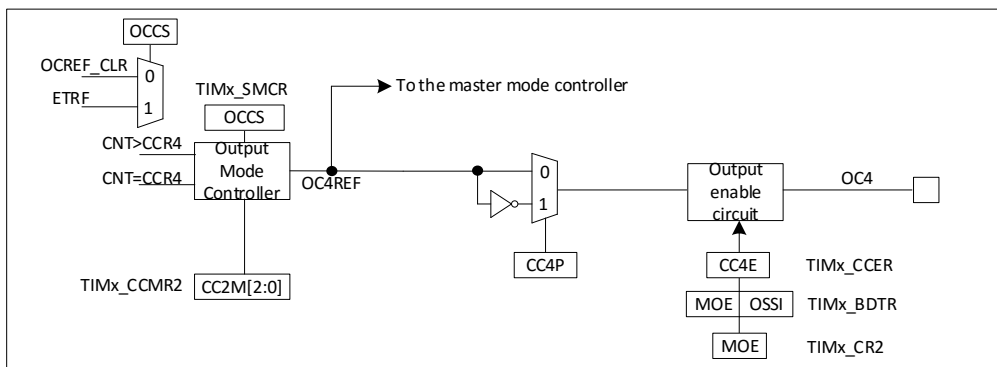 OCCS
OCREF_CLR
0
ETRF
1
To the master mode controller
TIMx_SMCR
OCCS
CNT>CCR4
CNT=CCR4
Output
Mode
Controller
OC4REF
0
1
Output
enable
circuit
OC4
CC4P
CC4E
TIMx_CCER
TIMx_CCMR2
CC2M[2:0]
MOE
OSSI
TIMx_BDTR
MOE
TIMx_CR2